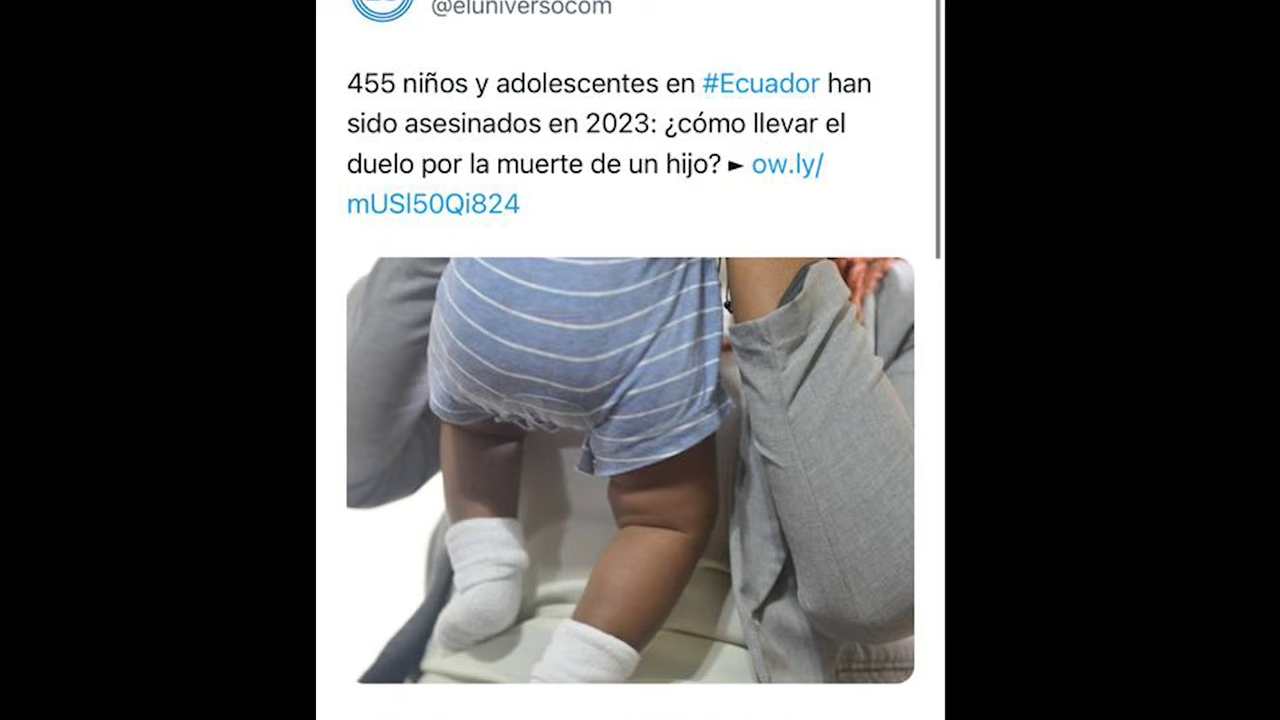 @eluniversocom
455 niños y adolescentes en #Ecuador han
sido asesinados en 2023: ¿cómo llevar el
duelo por la muerte de un hijo? ► ow.ly/
mUSl50Qi824